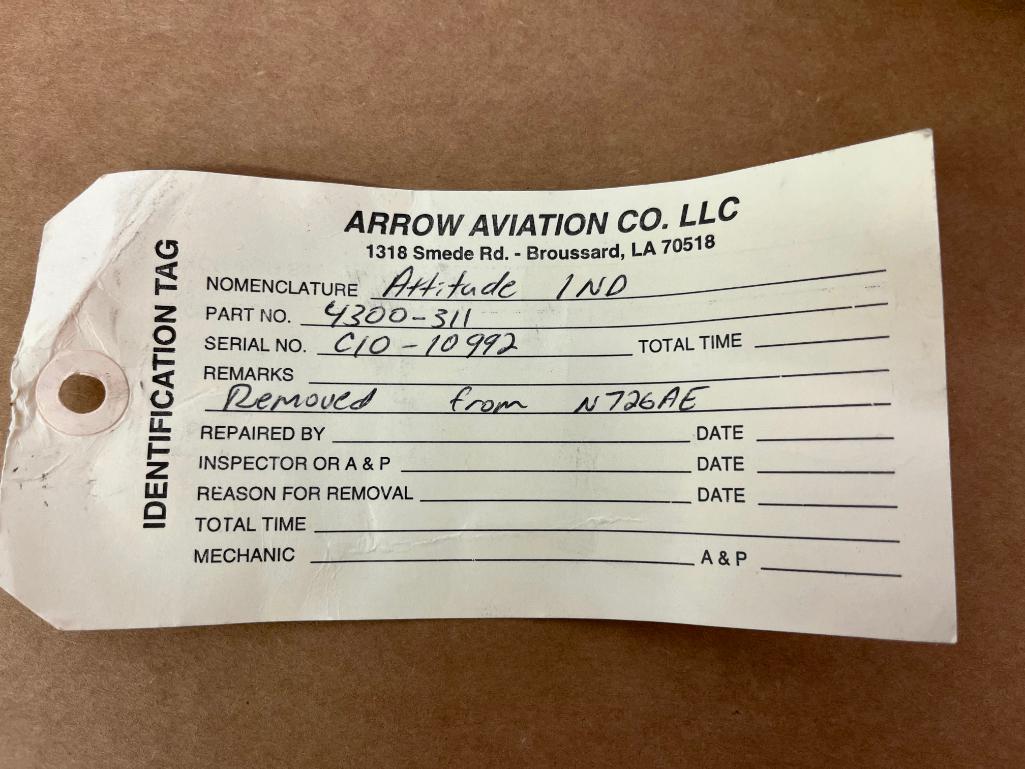 IDENTIFICATION TAG
ARROW AVIATION CO. LLC
1318 Smede Rd. - Broussard, LA 70518
NOMENCLATURE Attitude IND
PART NO. 4300-311
SERIAL NO. C10-10992 TOTAL TIME
REMARKS
Removed from N726AE
REPAIRED BY DATE
INSPECTOR OR A & P DATE
REASON FOR REMOVAL DATE
TOTAL TIME
MECHANIC A & P